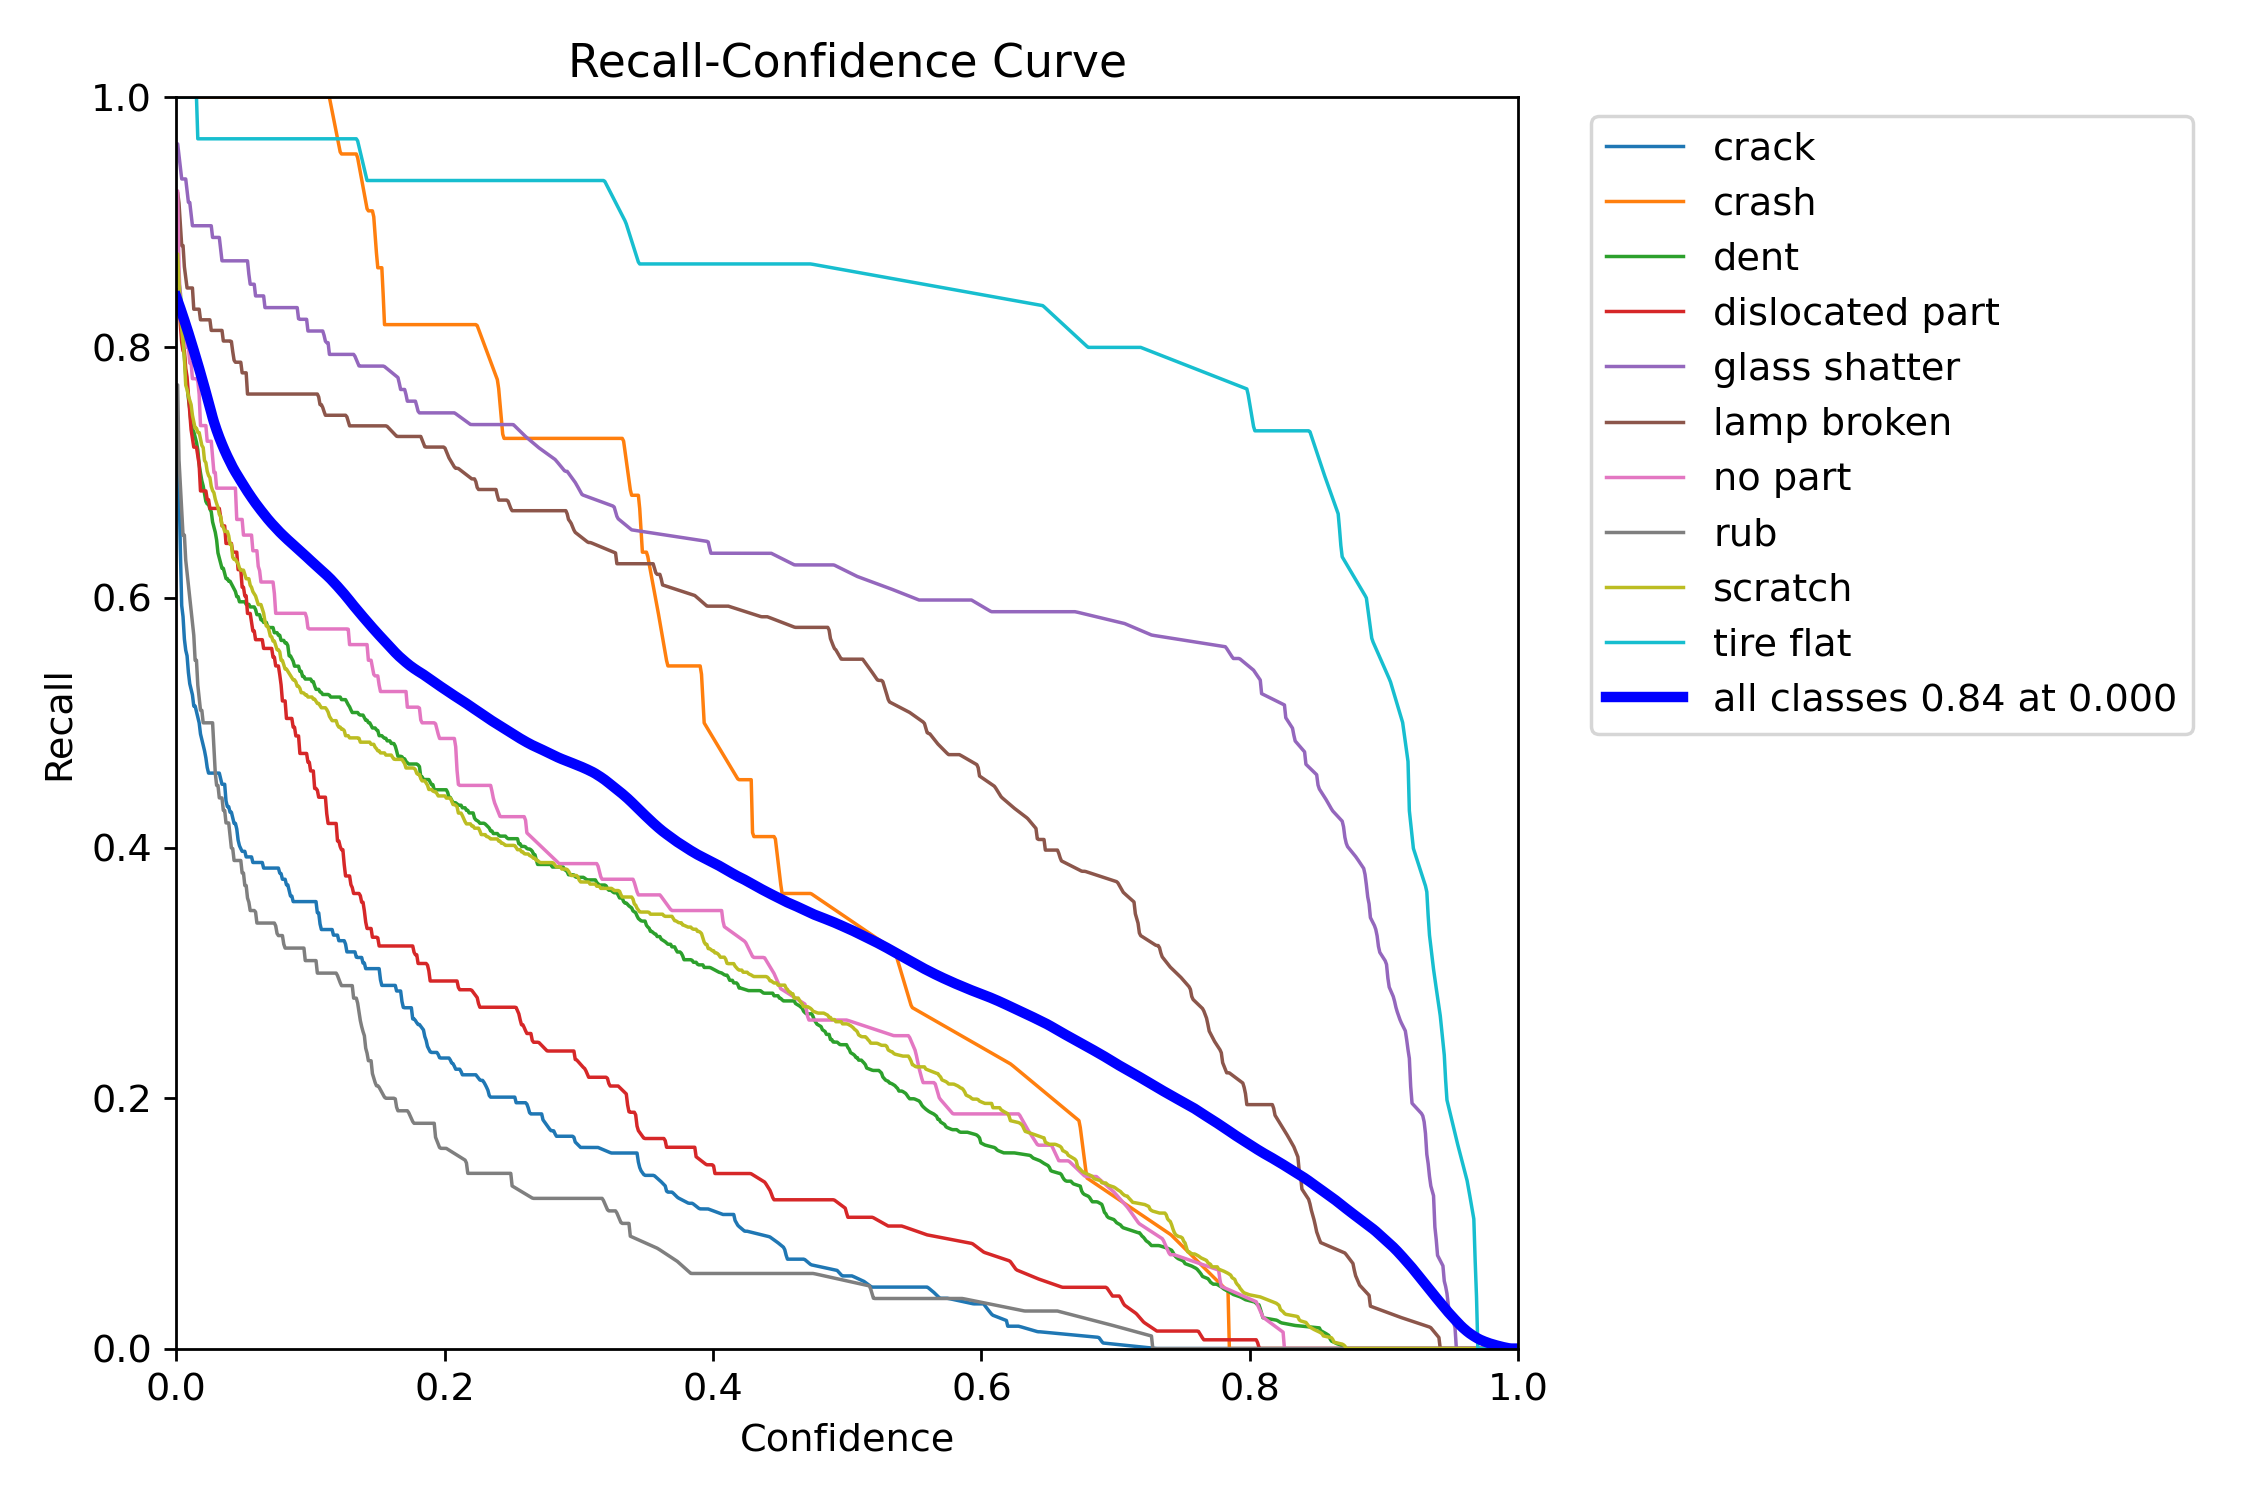 Recall-Confidence Curve
1.0
0.8
0.6
0.4
0.2
0.0
Recall
0.0 0.2 0.4 0.6 0.8 1.0
Confidence
crack
crash
dent
dislocated part
glass shatter
lamp broken
no part
rub
scratch
tire flat
all classes 0.84 at 0.000